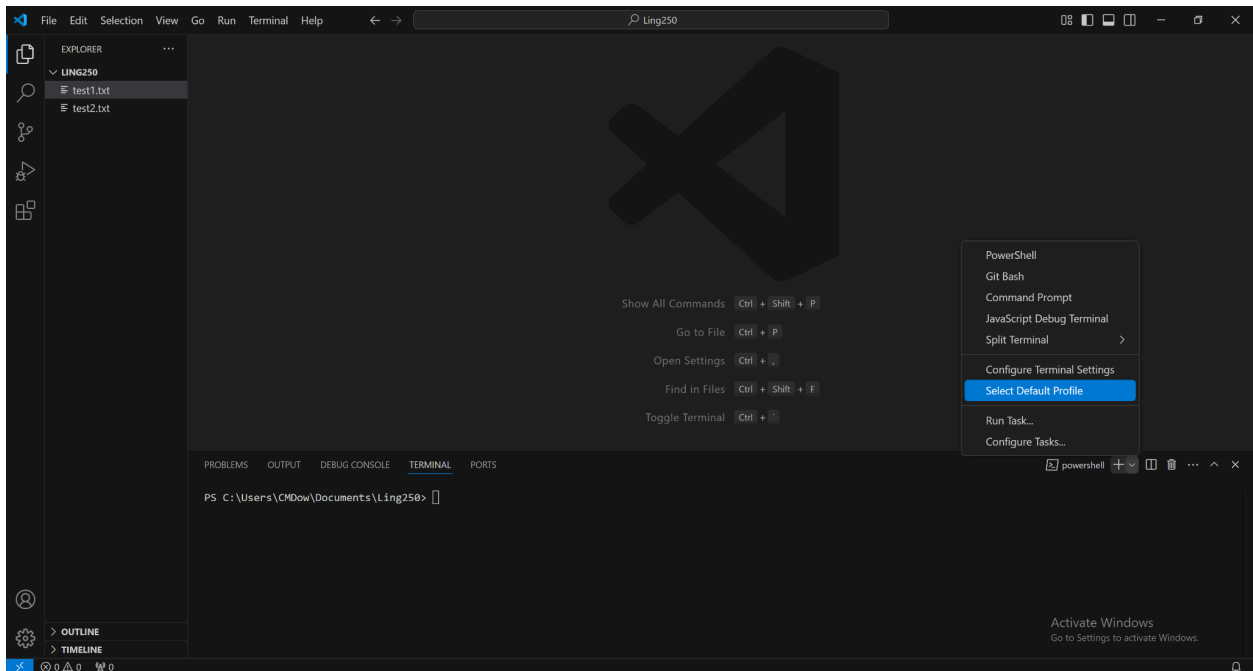 File Edit Selection View Go Run Terminal Help
Ling250
EXPLORER
LING250
test1.txt
test2.txt
Show All Commands Ctrl + Shift + P
Go to File Ctrl + P
Open Settings Ctrl + ,
Find in Files Ctrl + Shift + F
Toggle Terminal Ctrl + `
PowerShell
Git Bash
Command Prompt
JavaScript Debug Terminal
Split Terminal
Configure Terminal Settings
Select Default Profile
Run Task...
Configure Tasks...
PROBLEMS OUTPUT DEBUG CONSOLE TERMINAL PORTS
powershell
PS C:\Users\CMDow\Documents\Ling250>
OUTLINE
TIMELINE
Activate Windows
Go to Settings to activate Windows.
0 0 0